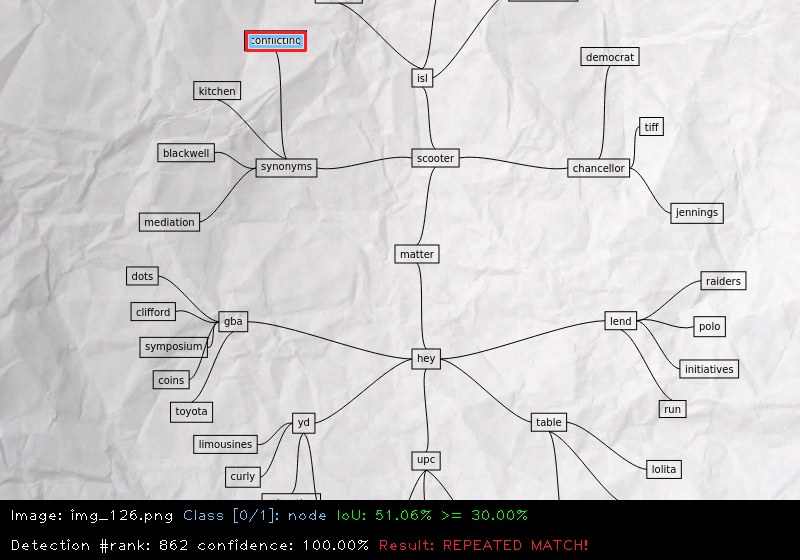 conflicting
democrat
isl
kitchen
tiff
blackwell
scooter
synonyms
chancellor
jennings
mediation
matter
dots
raiders
clifford
gba
lend
polo
symposium
hey
initiatives
coins
toyota
run
yd
table
limousines
upc
lolita
curly
Image: img_126.png Class [0/1]: node IoU: 51.06% >= 30.00%
Detection #rank: 862 confidence: 100.00% Result: REPEATED MATCH!